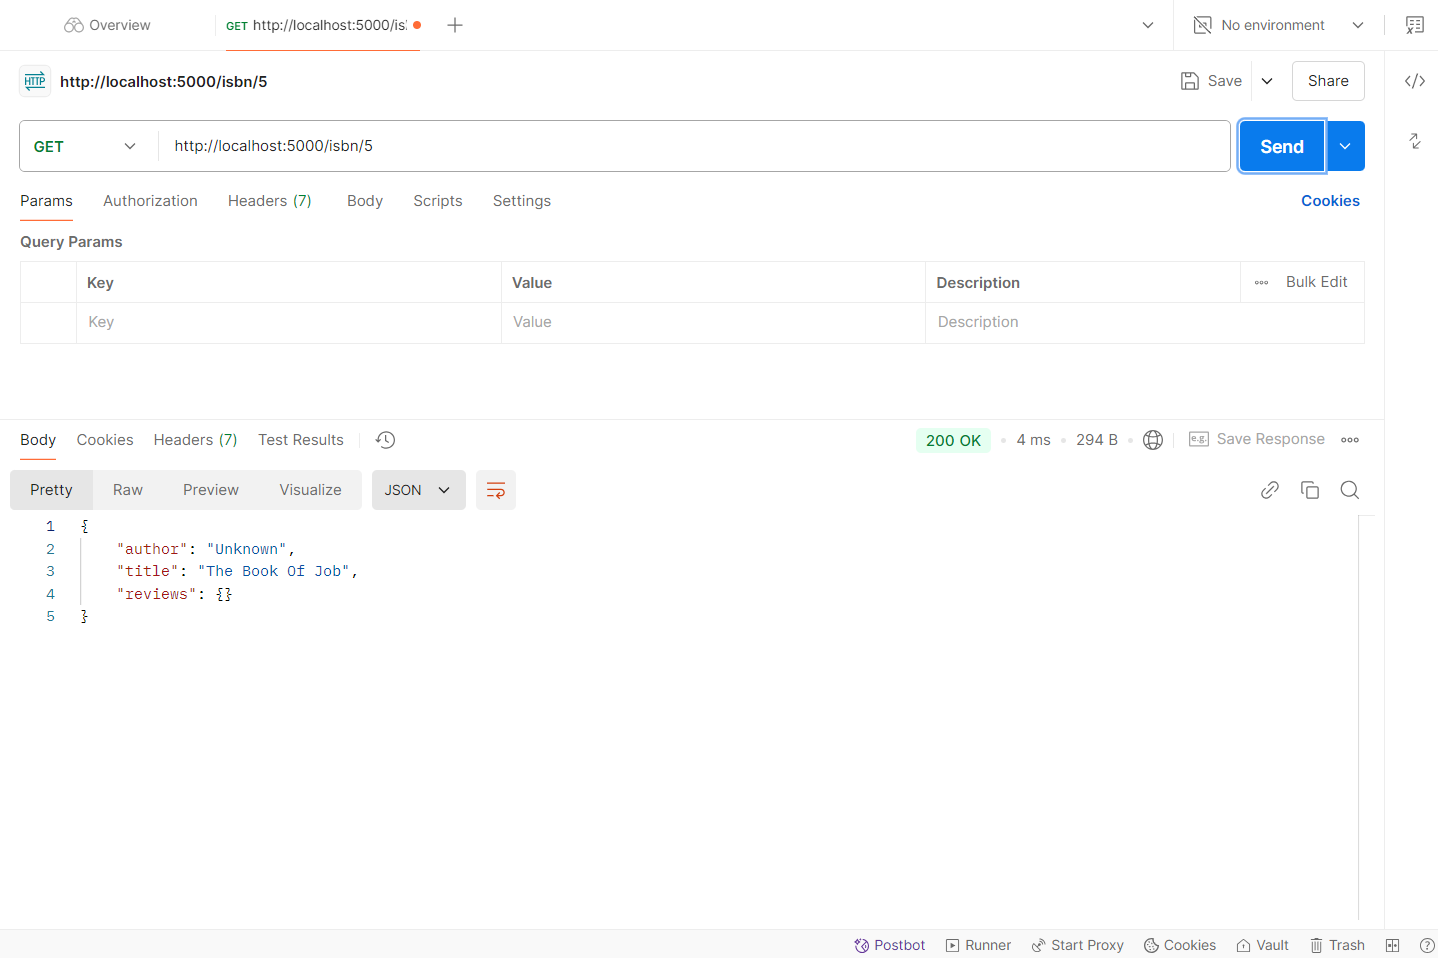 Overview
GET http://localhost:5000/is
No environment
HTTP http://localhost:5000/isbn/5
Save
Share
GET http://localhost:5000/isbn/5
Send
Params Authorization Headers (7) Body Scripts Settings Cookies
Query Params
Key Value Description Bulk Edit
Key Value Description
Body Cookies Headers (7) Test Results
200 OK 4 ms 294 B e.g. Save Response
Pretty Raw Preview Visualize JSON
1 {
2 "author": "Unknown",
3 "title": "The Book Of Job",
4 "reviews": {}
5 }
Postbot Runner Start Proxy Cookies Vault Trash